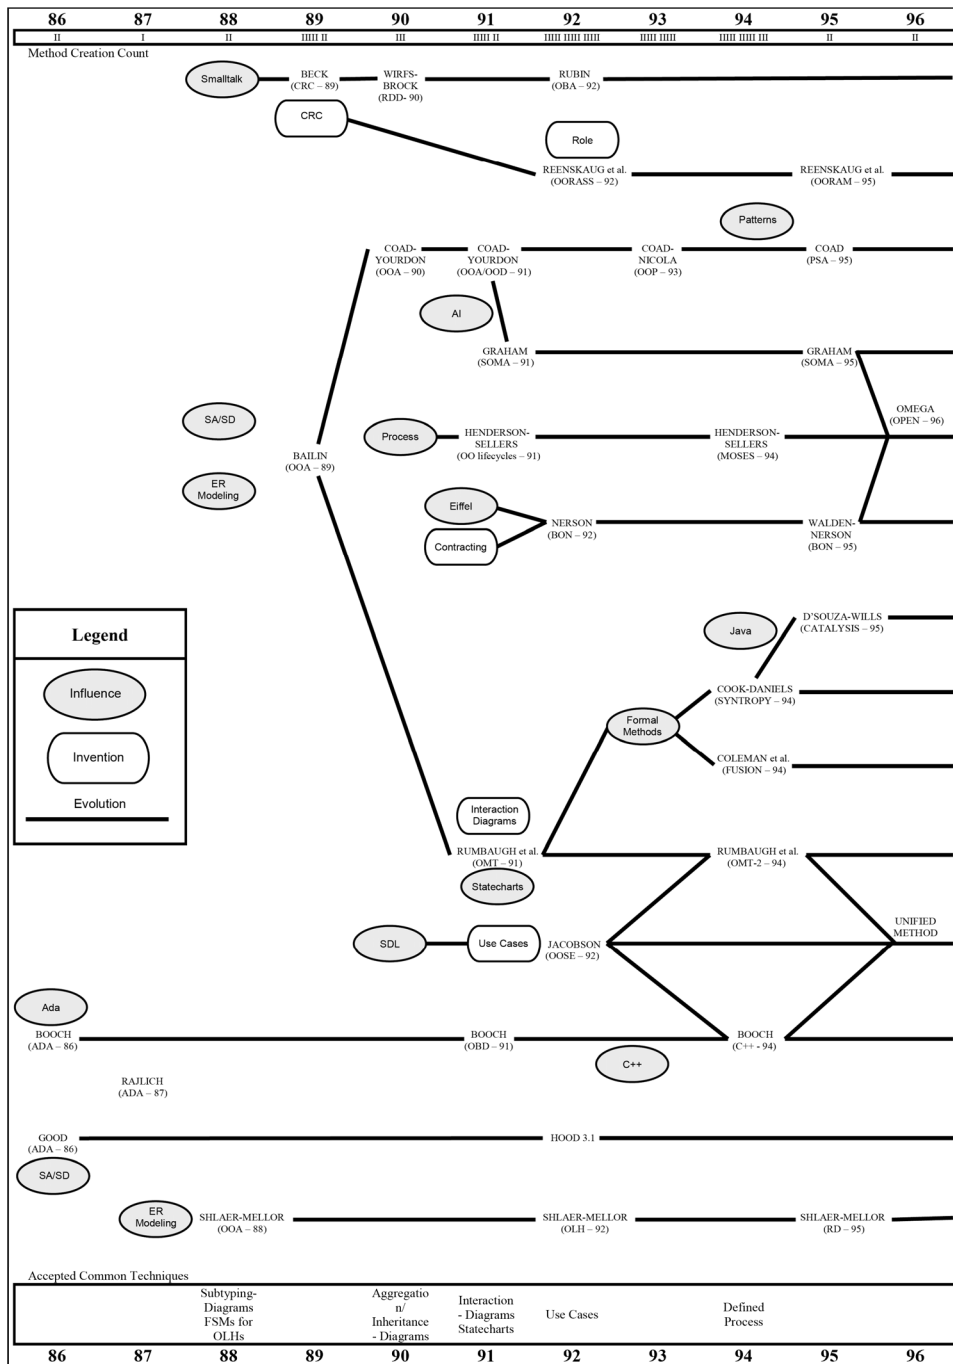 86 87 88 89 90 91 92 93 94 95 96
II I II IIIII II III IIIII II IIIII IIIII IIIII IIIII IIIII IIIII IIIII III II II
Method Creation Count
Smalltalk
BECK
(CRC – 89)
WIRFS-
BROCK
(RDD- 90)
RUBIN
(OBA – 92)
CRC
Role
REENSKAUG et al.
(OORASS – 92)
REENSKAUG et al.
(OORAM – 95)
Patterns
COAD-
YOURDON
(OOA – 90)
COAD-
YOURDON
(OOA/OOD – 91)
COAD-
NICOLA
(OOP – 93)
COAD
(PSA – 95)
AI
GRAHAM
(SOMA – 91)
GRAHAM
(SOMA – 95)
SA/SD
OMEGA
(OPEN – 96)
Process
HENDERSON-
SELLERS
(OO lifecycles – 91)
HENDERSON-
SELLERS
(MOSES – 94)
BAILIN
(OOA – 89)
ER
Modeling
Eiffel
Contracting
NERSON
(BON – 92)
WALDEN-
NERSON
(BON – 95)
Legend
Influence
Invention
Evolution
Java
D'SOUZA-WILLS
(CATALYSIS – 95)
COOK-DANIELS
(SYNTROPY – 94)
Formal
Methods
COLEMAN et al.
(FUSION – 94)
Interaction
Diagrams
RUMBAUGH et al.
(OMT – 91)
RUMBAUGH et al.
(OMT-2 – 94)
Statecharts
SDL
Use Cases
JACOBSON
(OOSE – 92)
UNIFIED
METHOD
Ada
BOOCH
(ADA – 86)
BOOCH
(OBD – 91)
BOOCH
(C++ - 94)
C++
RAJLICH
(ADA – 87)
GOOD
(ADA – 86)
HOOD 3.1
SA/SD
ER
Modeling
SHLAER-MELLOR
(OOA – 88)
SHLAER-MELLOR
(OLH – 92)
SHLAER-MELLOR
(RD – 95)
Accepted Common Techniques
Subtyping-
Diagrams
FSMs for
OLHs
Aggregatio
n/
Inheritance
- Diagrams
Interaction
- Diagrams
Statecharts
Use Cases
Defined
Process
86 87 88 89 90 91 92 93 94 95 96